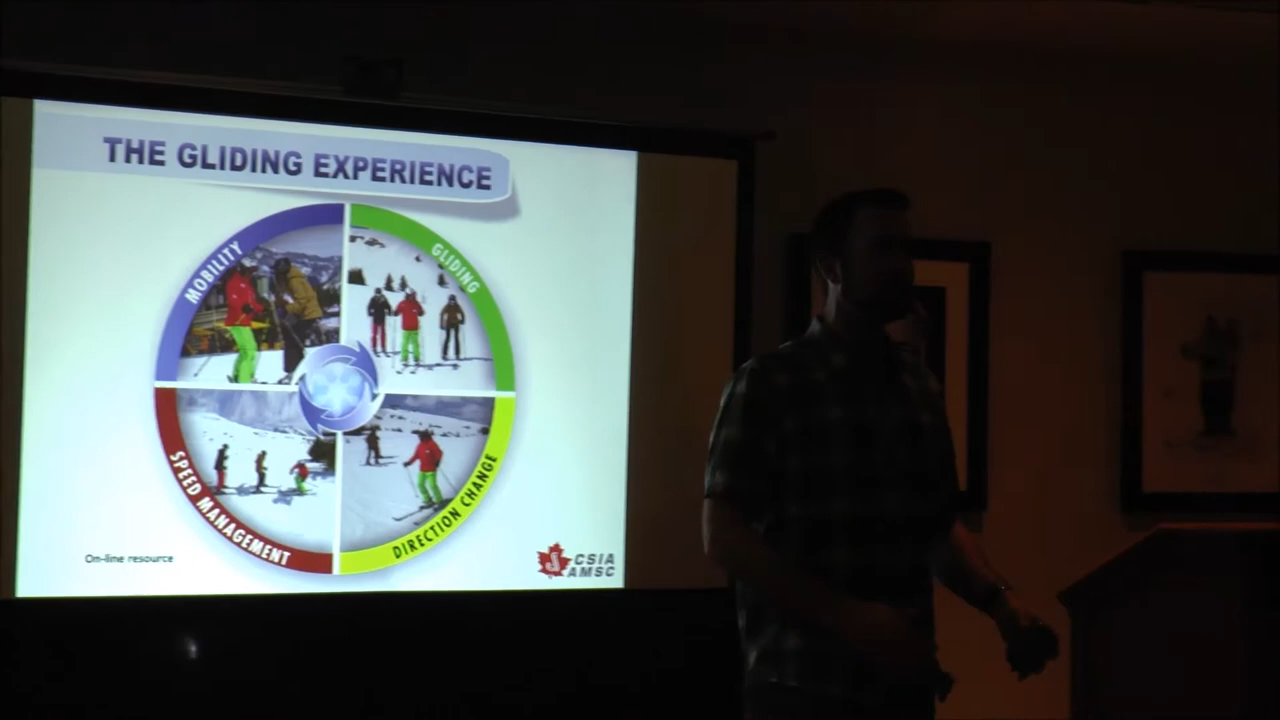 THE GLIDING EXPERIENCE
MOBILITY
GLIDING
SPEED MANAGEMENT
DIRECTION CHANGE
On-line resource
CSIA
AMSC